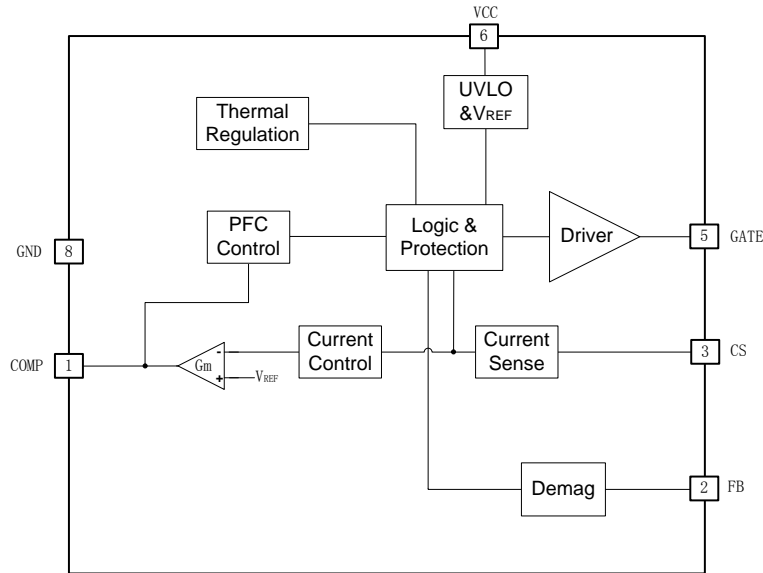 VCC
6
UVLO
&VREF
Thermal
Regulation
PFC
Control
Logic &
Protection
Driver
5
GATE
GND
8
COMP
1
Gm
-
+
VREF
Current
Control
Current
Sense
3
CS
Demag
2
FB